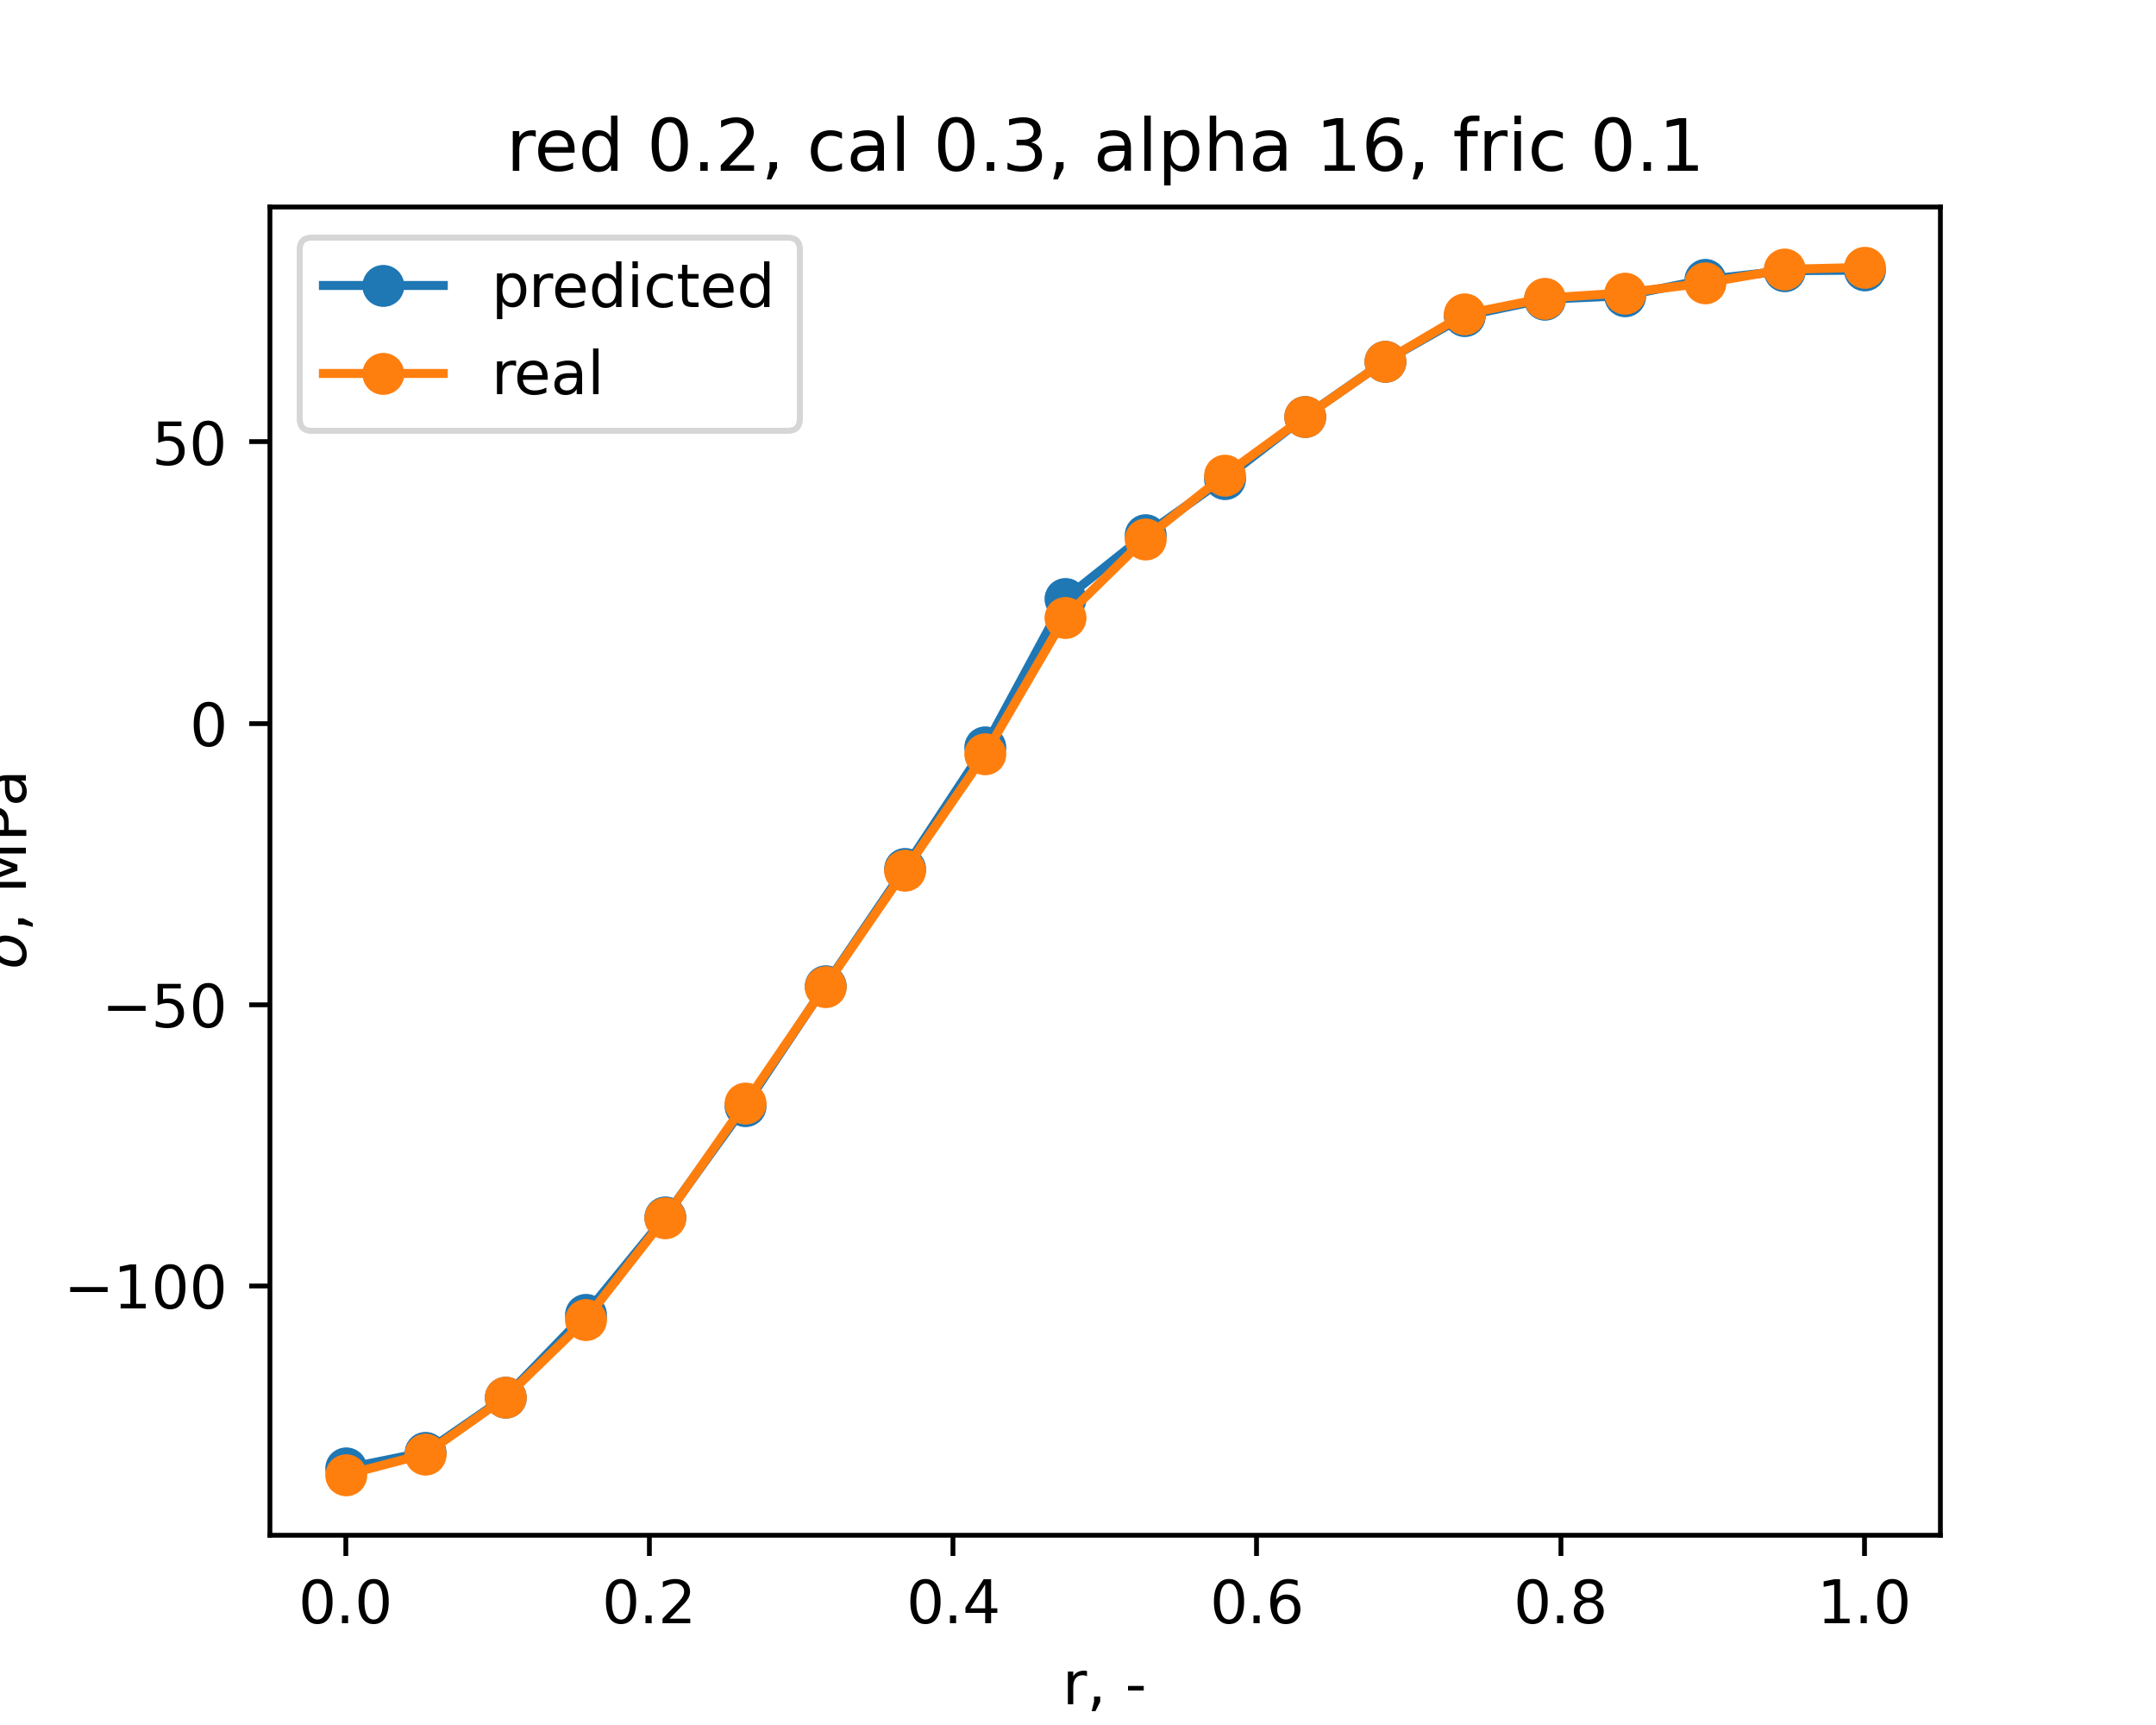 red 0.2, cal 0.3, alpha 16, fric 0.1
predicted
real
50
0
−50
−100
, MPa
0.0 0.2 0.4 0.6 0.8 1.0
r, -